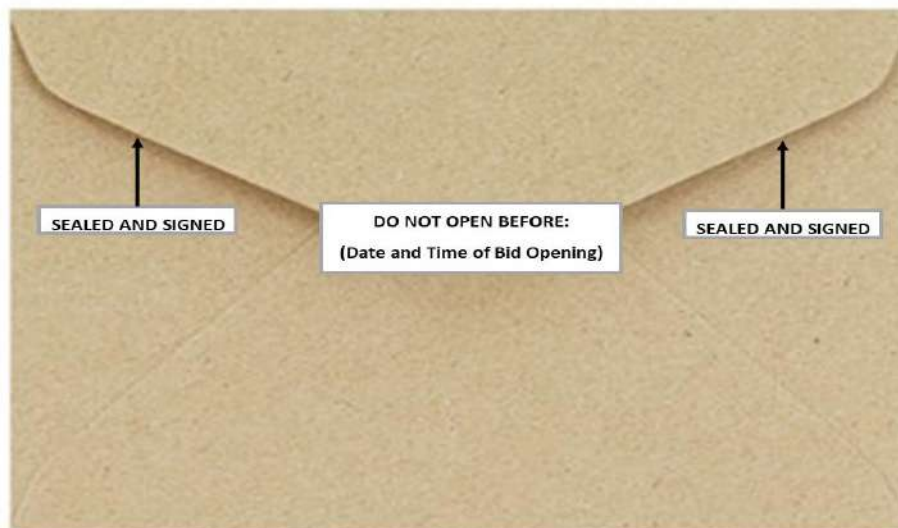 DO NOT OPEN BEFORE:
(Date and Time of Bid Opening)
SEALED AND SIGNED
SEALED AND SIGNED